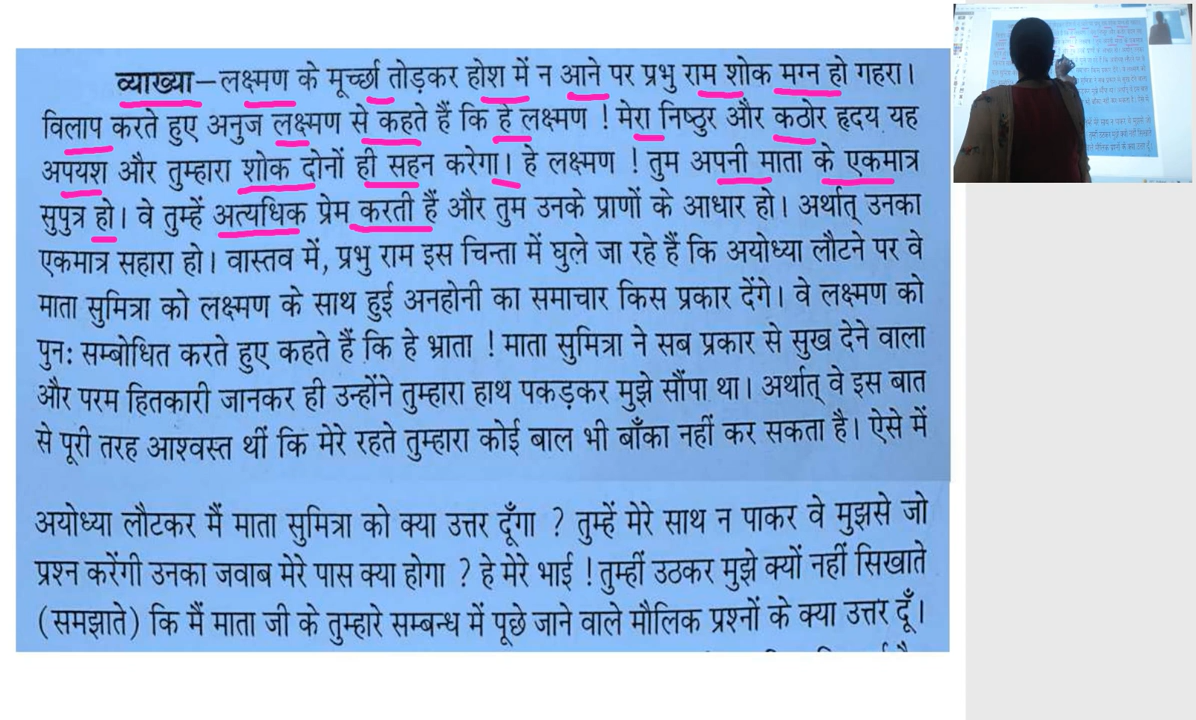 व्याख्या–लक्ष्मण के मूर्च्छा तोड़कर होश में न आने पर प्रभु राम शोक मग्न हो गहरा।
विलाप करते हुए अनुज लक्ष्मण से कहते हैं कि हे लक्ष्मण ! मेरा निष्ठुर और कठोर हृदय यह
अपयश और तुम्हारा शोक दोनों ही सहन करेगा। हे लक्ष्मण ! तुम अपनी माता के एकमात्र
सुपुत्र हो। वे तुम्हें अत्यधिक प्रेम करती हैं और तुम उनके प्राणों के आधार हो। अर्थात् उनका
एकमात्र सहारा हो। वास्तव में, प्रभु राम इस चिन्ता में घुले जा रहे हैं कि अयोध्या लौटने पर वे
माता सुमित्रा को लक्ष्मण के साथ हुई अनहोनी का समाचार किस प्रकार देंगे। वे लक्ष्मण को
पुन: सम्बोधित करते हुए कहते हैं कि हे भ्राता ! माता सुमित्रा ने सब प्रकार से सुख देने वाला
और परम हितकारी जानकर ही उन्होंने तुम्हारा हाथ पकड़कर मुझे सौंपा था। अर्थात् वे इस बात
से पूरी तरह आश्वस्त थीं कि मेरे रहते तुम्हारा कोई बाल भी बाँका नहीं कर सकता है। ऐसे में
अयोध्या लौटकर मैं माता सुमित्रा को क्या उत्तर दूँगा ? तुम्हें मेरे साथ न पाकर वे मुझसे जो
प्रश्न करेंगी उनका जवाब मेरे पास क्या होगा ? हे मेरे भाई ! तुम्हीं उठकर मुझे क्यों नहीं सिखाते
(समझाते) कि मैं माता जी के तुम्हारे सम्बन्ध में पूछे जाने वाले मौलिक प्रश्नों के क्या उत्तर दूँ।